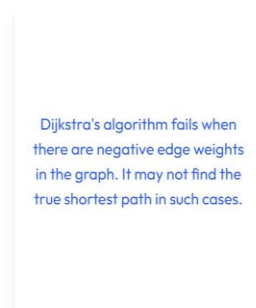 Dijkstra's algorithm fails when
there are negative edge weights
in the graph. It may not find the
true shortest path in such cases.